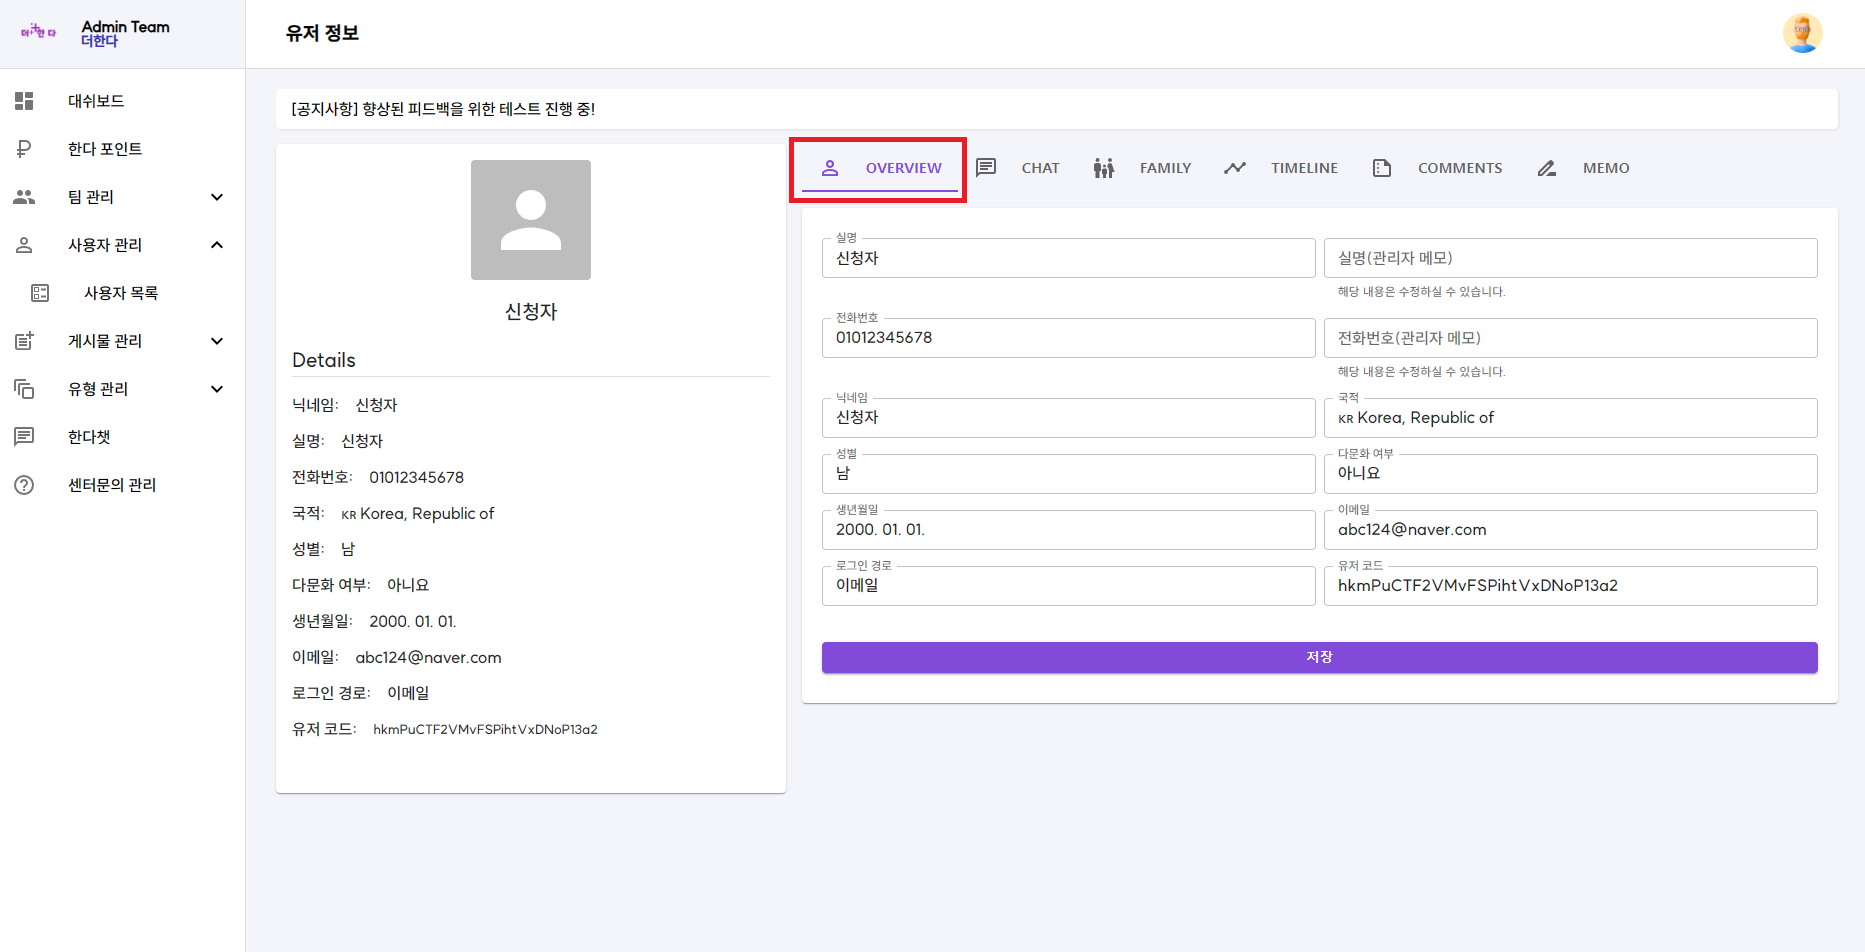 더한다
Admin Team
더한다
유저 정보
대쉬보드
한다 포인트
팀 관리
사용자 관리
사용자 목록
게시물 관리
유형 관리
한다챗
센터문의 관리
[공지사항] 향상된 피드백을 위한 테스트 진행 중!
신청자
Details
닉네임: 신청자
실명: 신청자
전화번호: 01012345678
국적: KR Korea, Republic of
성별: 남
다문화 여부: 아니요
생년월일: 2000. 01. 01.
이메일: abc124@naver.com
로그인 경로: 이메일
유저 코드: hkmPuCTF2VMvFSPihtVxDNoP13a2
OVERVIEW CHAT FAMILY TIMELINE COMMENTS MEMO
실명
신청자
실명(관리자 메모)
해당 내용은 수정하실 수 있습니다.
전화번호
01012345678
전화번호(관리자 메모)
해당 내용은 수정하실 수 있습니다.
닉네임
신청자
국적
KR Korea, Republic of
성별
남
다문화 여부
아니요
생년월일
2000. 01. 01.
이메일
abc124@naver.com
로그인 경로
이메일
유저 코드
hkmPuCTF2VMvFSPihtVxDNoP13a2
저장